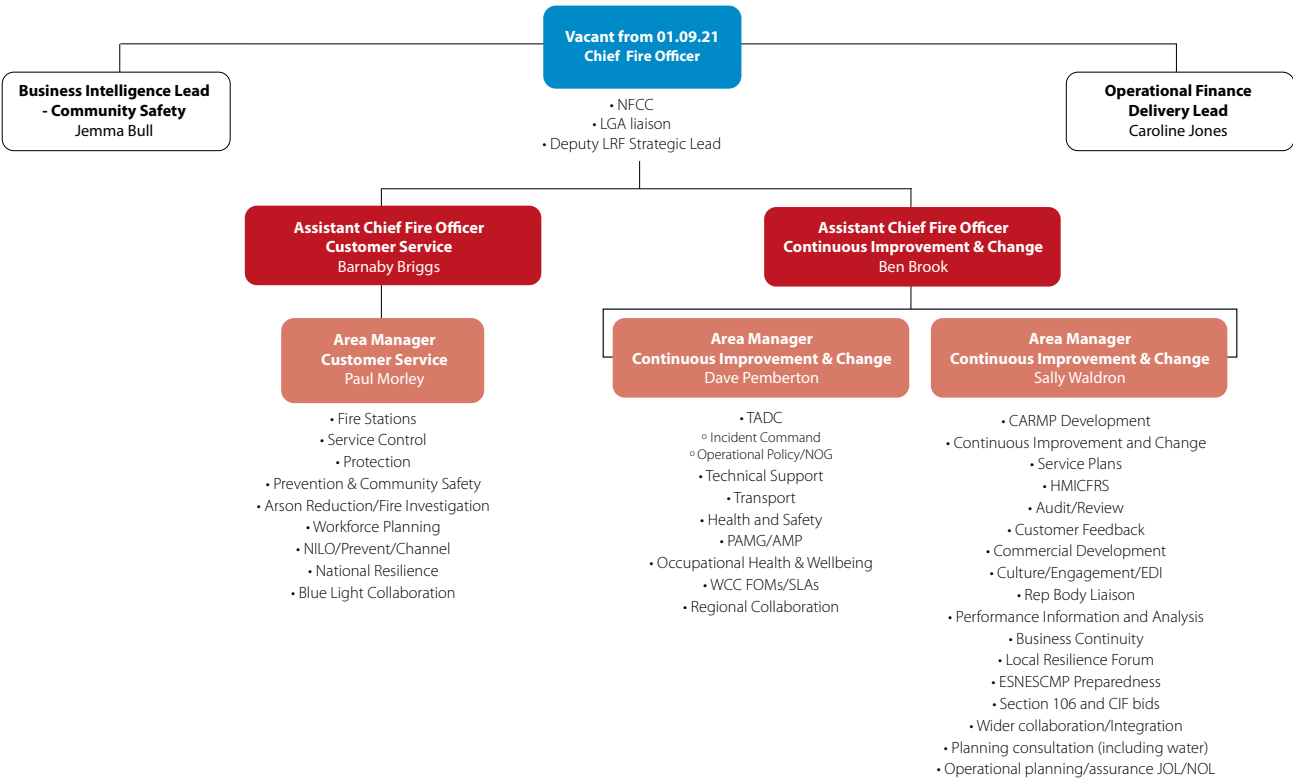 Vacant from 01.09.21
Chief Fire Officer
Business Intelligence Lead
- Community Safety
Jemma Bull
Operational Finance
Delivery Lead
Caroline Jones
• NFCC
• LGA liaison
• Deputy LRF Strategic Lead
Assistant Chief Fire Officer
Customer Service
Barnaby Briggs
Assistant Chief Fire Officer
Continuous Improvement & Change
Ben Brook
Area Manager
Customer Service
Paul Morley
• Fire Stations
• Service Control
• Protection
• Prevention & Community Safety
• Arson Reduction/Fire Investigation
• Workforce Planning
• NILO/Prevent/Channel
• National Resilience
• Blue Light Collaboration
Area Manager
Continuous Improvement & Change
Dave Pemberton
• TADC
o Incident Command
o Operational Policy/NOG
• Technical Support
• Transport
• Health and Safety
• PAMG/AMP
• Occupational Health & Wellbeing
• WCC FOMs/SLAs
• Regional Collaboration
Area Manager
Continuous Improvement & Change
Sally Waldron
• CARMP Development
• Continuous Improvement and Change
• Service Plans
• HMICFRS
• Audit/Review
• Customer Feedback
• Commercial Development
• Culture/Engagement/EDI
• Rep Body Liaison
• Performance Information and Analysis
• Business Continuity
• Local Resilience Forum
• ESNESCMP Preparedness
• Section 106 and CIF bids
• Wider collaboration/Integration
• Planning consultation (including water)
• Operational planning/assurance JOL/NOL